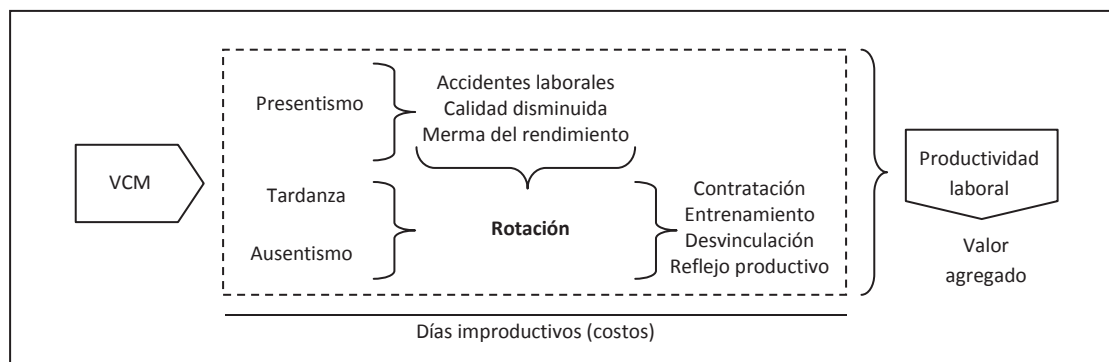 VCM
Presentismo
Tardanza
Ausentismo
Accidentes laborales
Calidad disminuida
Merma del rendimiento
Rotación
Contratación
Entrenamiento
Desvinculación
Reflejo productivo
Productividad
laboral
Valor
agregado
Días improductivos (costos)